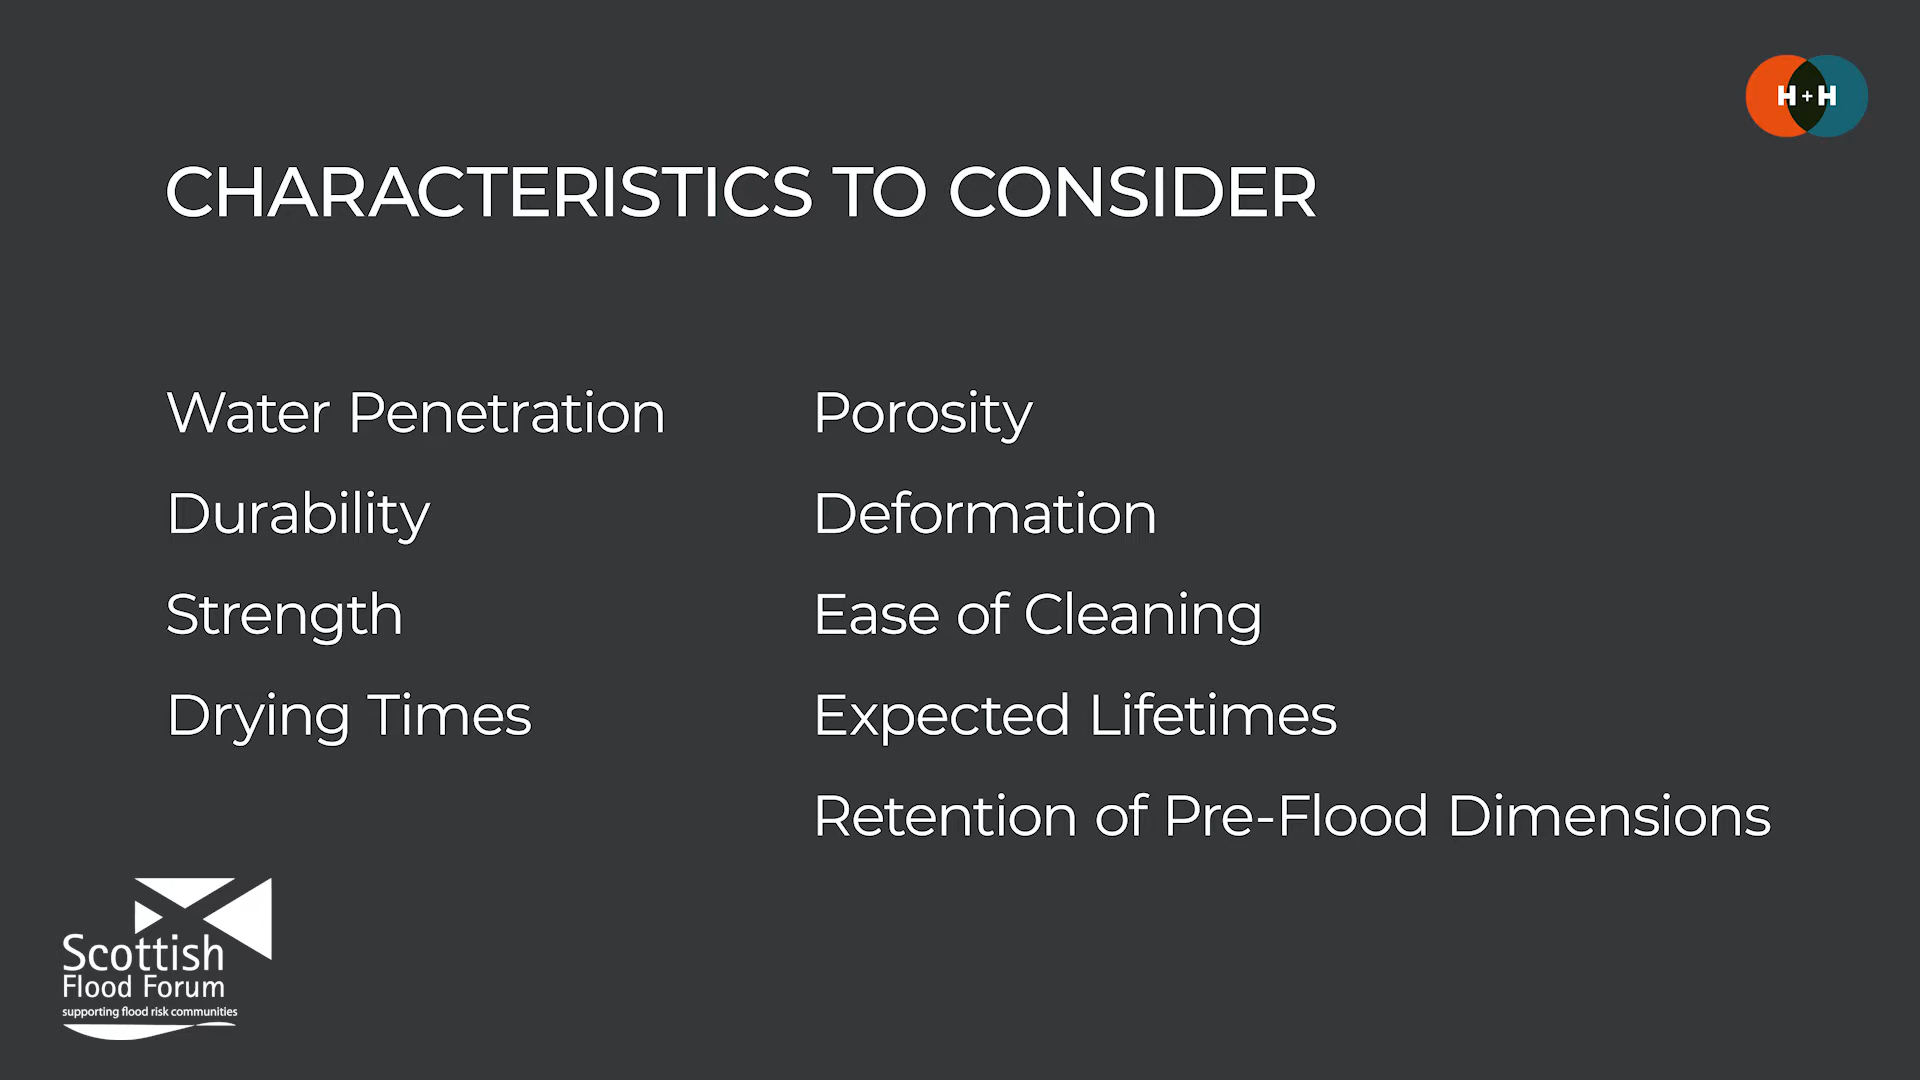 H+H
CHARACTERISTICS TO CONSIDER
Water Penetration
Durability
Strength
Drying Times
Porosity
Deformation
Ease of Cleaning
Expected Lifetimes
Retention of Pre-Flood Dimensions
Scottish
Flood Forum
supporting flood risk communities